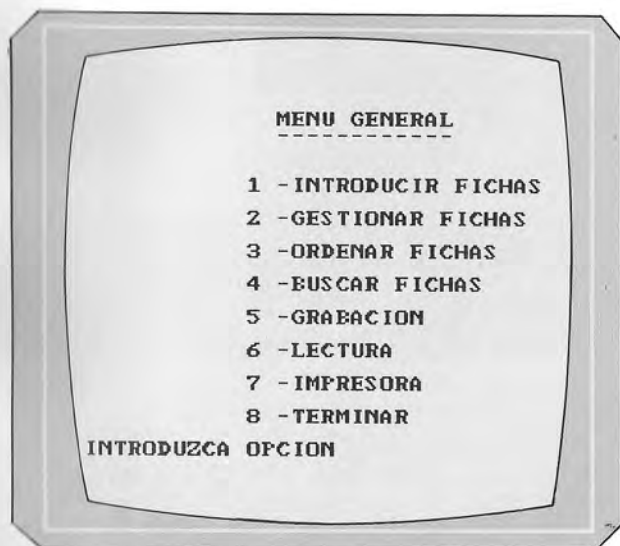 MENU GENERAL
------------
1 -INTRODUCIR FICHAS
2 -GESTIONAR FICHAS
3 -ORDENAR FICHAS
4 -BUSCAR FICHAS
5 -GRABACION
6 -LECTURA
7 -IMPRESORA
8 -TERMINAR
INTRODUZCA OPCION